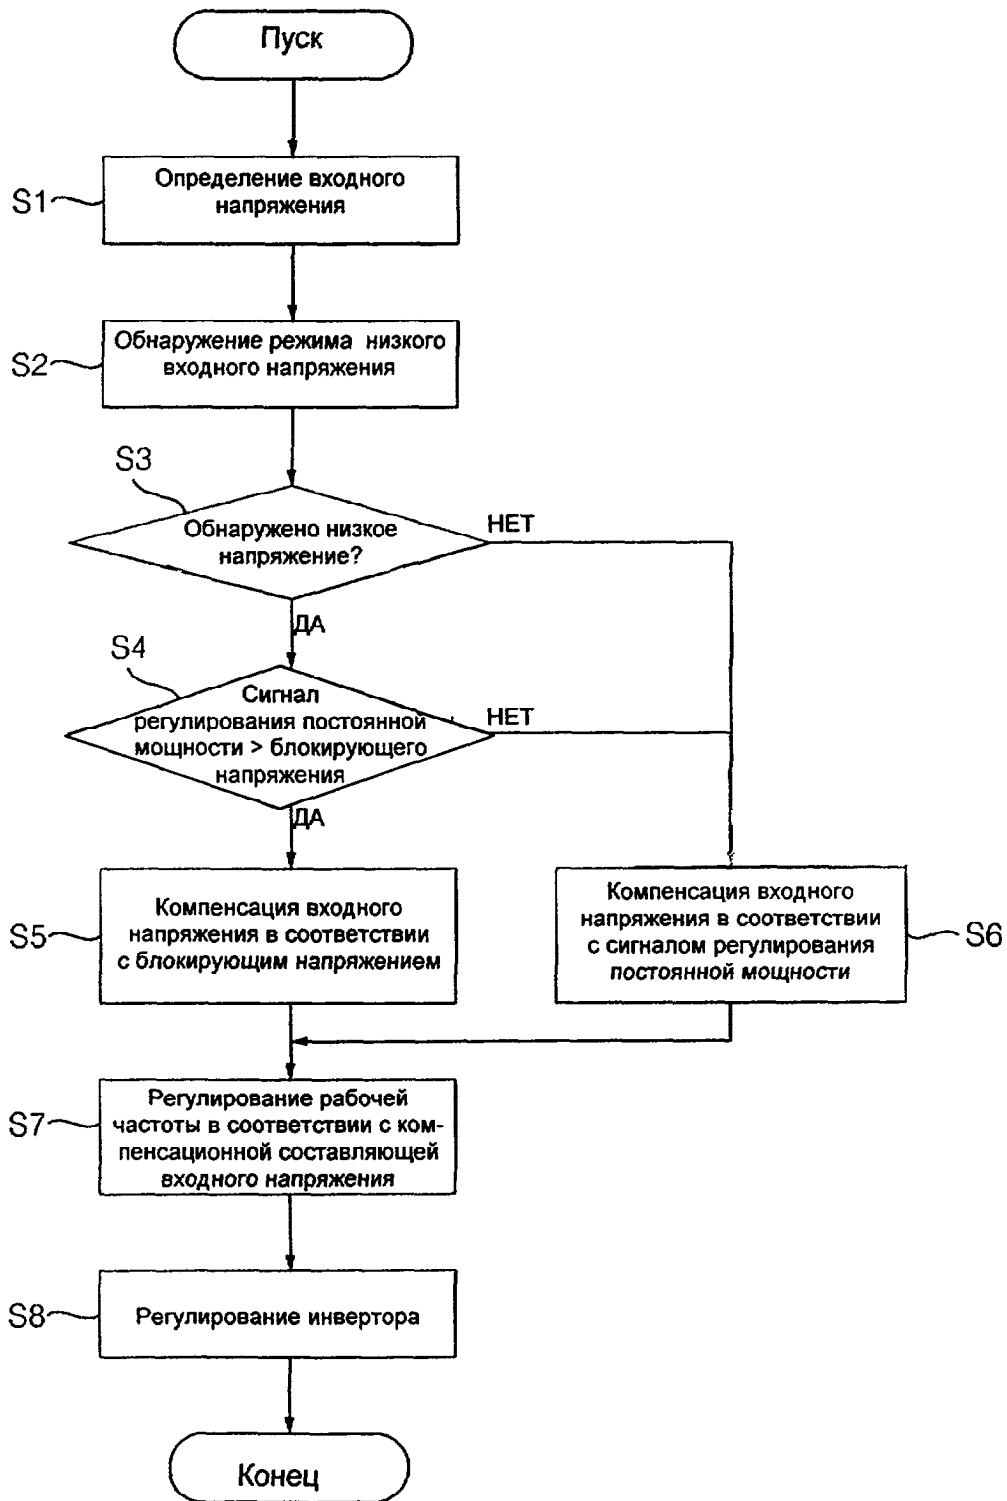 Пуск
S1
Определение входного
напряжения
S2
Обнаружение режима низкого
входного напряжения
S3
Обнаружено низкое
напряжение?
НЕТ
ДА
S4
Сигнал
регулирования постоянной
мощности > блокирующего
напряжения
НЕТ
ДА
S5
Компенсация входного
напряжения в соответствии
с блокирующим напряжением
Компенсация входного
напряжения в соответствии
с сигналом регулирования
постоянной мощности
S6
S7
Регулирование рабочей
частоты в соответствии с ком-
пенсационной составляющей
входного напряжения
S8
Регулирование инвертора
Конец